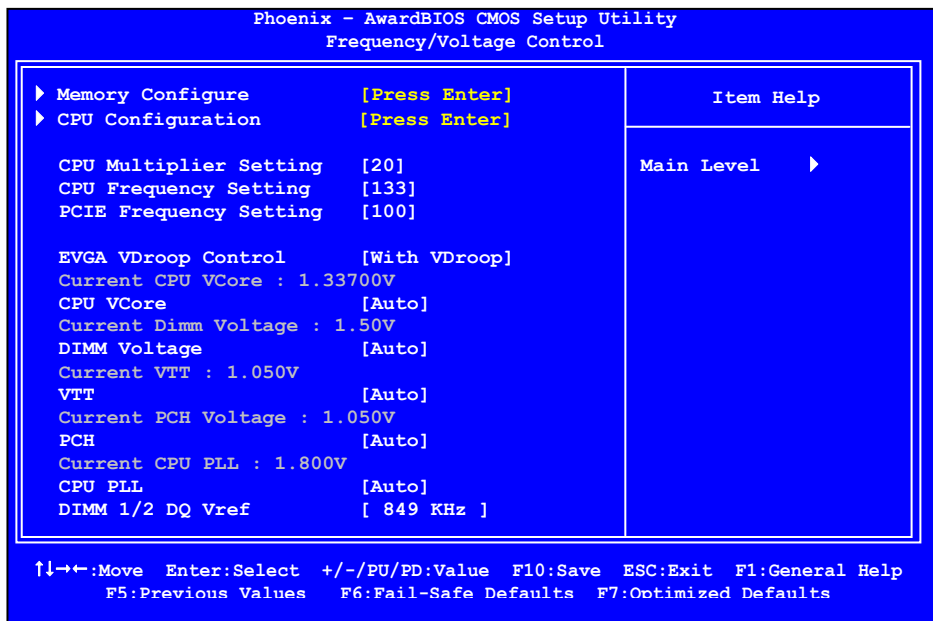 Phoenix – AwardBIOS CMOS Setup Utility
Frequency/Voltage Control
Memory Configure [Press Enter]
CPU Configuration [Press Enter]
CPU Multiplier Setting [20]
CPU Frequency Setting [133]
PCIE Frequency Setting [100]
EVGA VDroop Control [With VDroop]
Current CPU VCore : 1.33700V
CPU VCore [Auto]
Current Dimm Voltage : 1.50V
DIMM Voltage [Auto]
Current VTT : 1.050V
VTT [Auto]
Current PCH Voltage : 1.050V
PCH [Auto]
Current CPU PLL : 1.800V
CPU PLL [Auto]
DIMM 1/2 DQ Vref [ 849 KHz ]
Item Help
Main Level
↑↓→←:Move Enter:Select +/-/PU/PD:Value F10:Save ESC:Exit F1:General Help
F5:Previous Values F6:Fail-Safe Defaults F7:Optimized Defaults